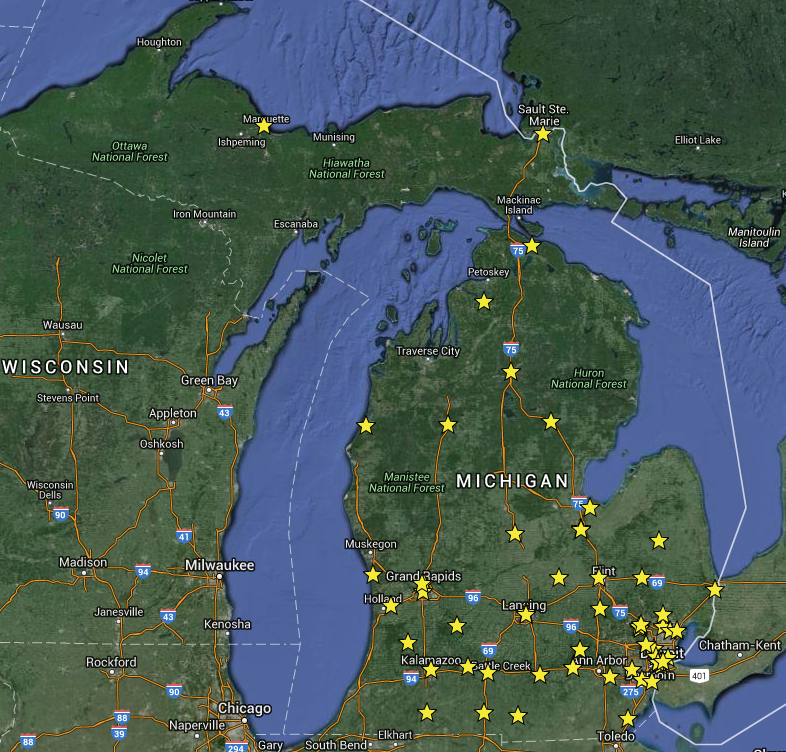 Houghton
Marquette
Ishpeming
Munising
Sault Ste.
Marie
Elliot Lake
Ottawa
National Forest
Hiawatha
National Forest
Mackinac
Island
Iron Mountain
Escanaba
Manitoulin
Island
75
Nicolet
National Forest
Petoskey
Wausau
Traverse City
75
WISCONSIN
Green Bay
Huron
National Forest
Stevens Point
Appleton
43
Oshkosh
Wisconsin
Dells
Manistee
National Forest
MICHIGAN
75
90
41
Muskegon
Madison
94
Milwaukee
Grand Rapids
Flint
69
Janesville
43
Kenosha
Holland
96
Lansing
75
96
Chatham-Kent
Rockford
69
Detroit
Kalamazoo
Battle Creek
Ann Arbor
94
401
90
275
Chicago
88
39
Naperville
Toledo
88
294
Gary
South Bend
Elkhart